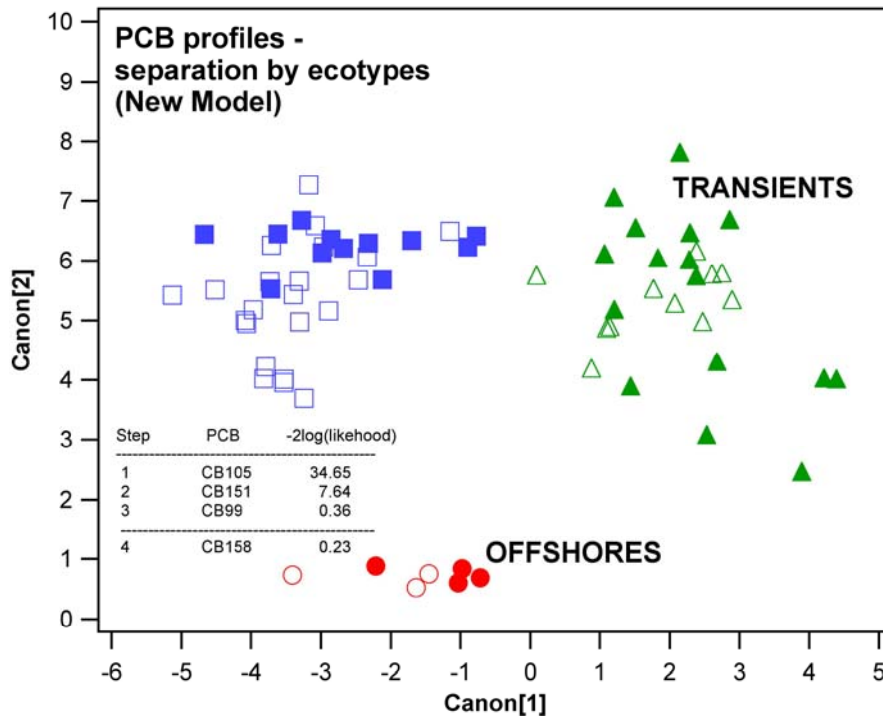 PCB profiles -
separation by ecotypes
(New Model)
TRANSIENTS
OFFSHORES
Step PCB -2log(likehood)
1 CB105 34.65
2 CB151 7.64
3 CB99 0.36
4 CB158 0.23
Canon[2]
10
9
8
7
6
5
4
3
2
1
0
-6 -5 -4 -3 -2 -1 0 1 2 3 4 5
Canon[1]